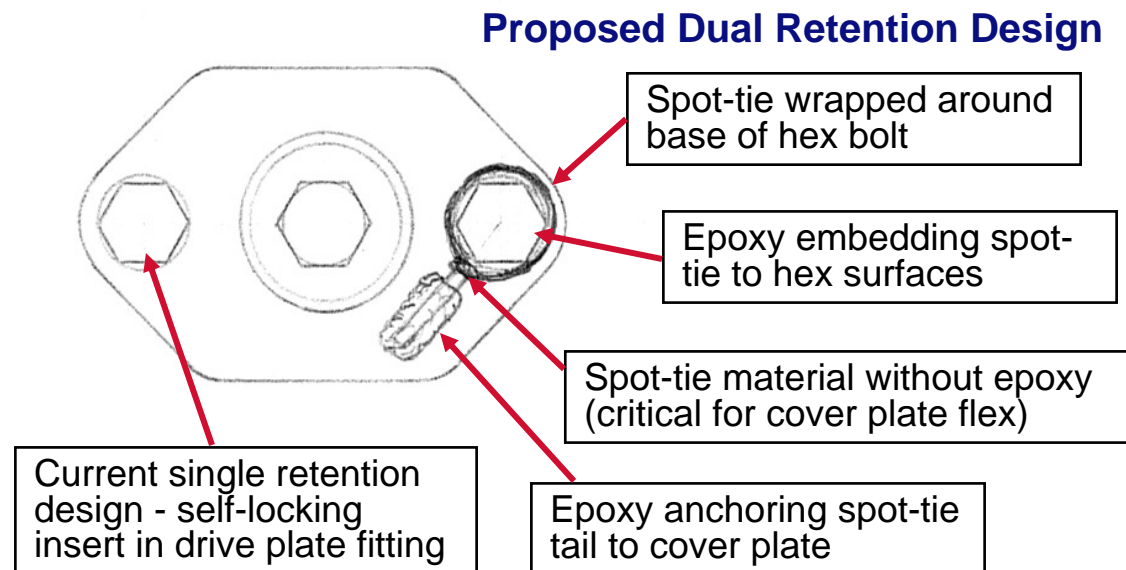 Proposed Dual Retention Design
Spot-tie wrapped around
base of hex bolt
Epoxy embedding spot-
tie to hex surfaces
Spot-tie material without epoxy
(critical for cover plate flex)
Current single retention
design - self-locking
insert in drive plate fitting
Epoxy anchoring spot-tie
tail to cover plate